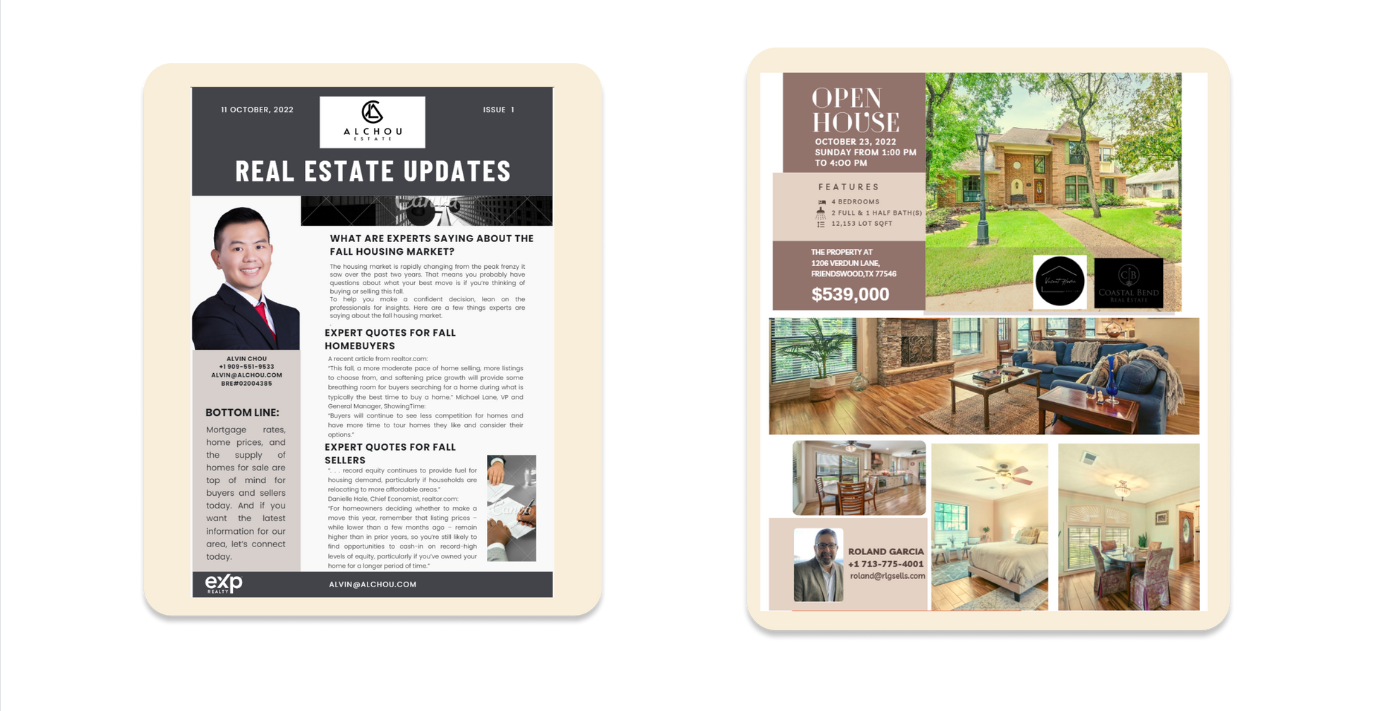 11 OCTOBER, 2022
ALCHOU
ESTATE
ISSUE 1
REAL ESTATE UPDATES
Canva
WHAT ARE EXPERTS SAYING ABOUT THE
FALL HOUSING MARKET?
The housing market is rapidly changing from the peak frenzy it
saw over the past two years. That means you probably have
questions about what your best move is if you're thinking of
buying or selling this fall.
To help you make a confident decision, lean on the
professionals for insights. Here are a few things experts are
saying about the fall housing market.
EXPERT QUOTES FOR FALL
HOMEBUYERS
A recent article from realtor.com:
"This fall, a more moderate pace of home selling, more listings
to choose from, and softening price growth will provide some
breathing room for buyers searching for a home during what is
typically the best time to buy a home." Michael Lane, VP and
General Manager, ShowingTime:
"Buyers will continue to see less competition for homes and
have more time to tour homes they like and consider their
options."
EXPERT QUOTES FOR FALL
SELLERS
". . . record equity continues to provide fuel for
housing demand, particularly if households are
relocating to more affordable areas."
Danielle Hale, Chief Economist, realtor.com:
"For homeowners deciding whether to make a
move this year, remember that listing prices –
while lower than a few months ago – remain
higher than in prior years, so you're still likely to
find opportunities to cash-in on record-high
levels of equity, particularly if you've owned your
home for a longer period of time."
Canva
ALVIN CHOU
+1 909-551-9533
ALVIN@ALCHOU.COM
BRE#02004385
BOTTOM LINE:
Mortgage rates,
home prices, and
the supply of
homes for sale are
top of mind for
buyers and sellers
today. And if you
want the latest
information for our
area, let's connect
today.
exp
REALTY
ALVIN@ALCHOU.COM
OPEN
HOUSE
OCTOBER 23, 2022
SUNDAY FROM 1:00 PM
TO 4:OO PM
FEATURES
4 BEDROOMS
2 FULL & 1 HALF BATH(S)
12,153 LOT SQFT
THE PROPERTY AT
1206 VERDUN LANE,
FRIENDSWOOD,TX 77546
$539,000
CB
COASTAL BEND
REAL ESTATE
ROLAND GARCIA
+1 713-775-4001
roland@rlgsells.com